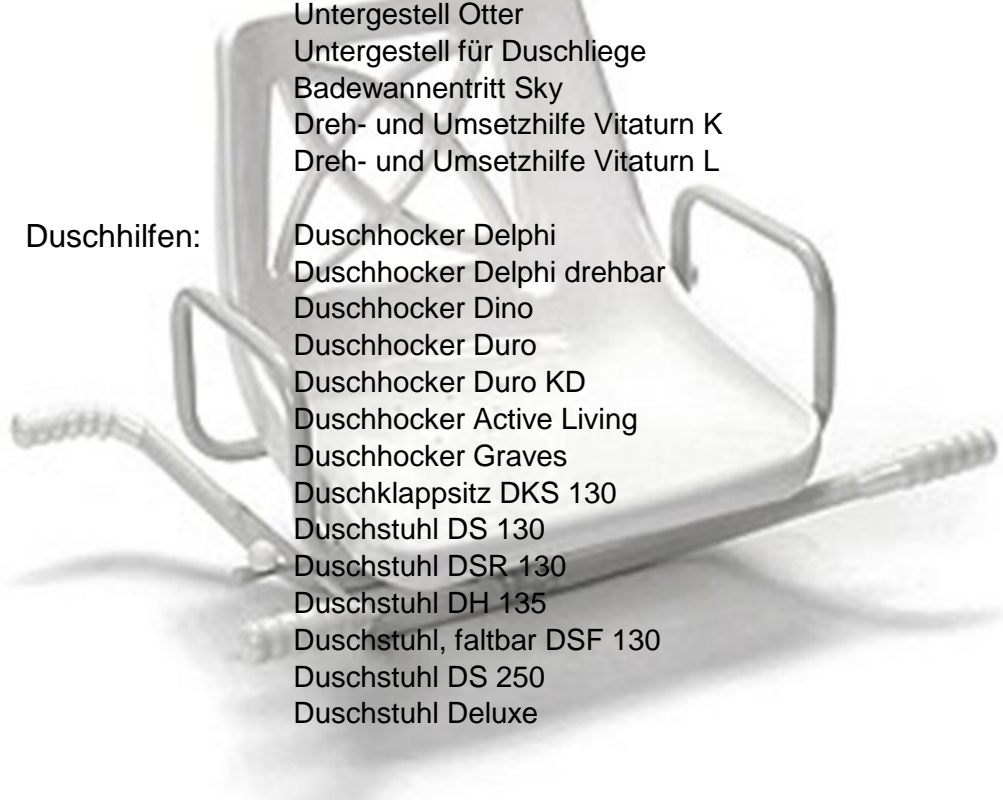 Untergestell Otter
Untergestell für Duschliege
Badewannentritt Sky
Dreh- und Umsetzhilfe Vitaturn K
Dreh- und Umsetzhilfe Vitaturn L
Duschhilfen: Duschhocker Delphi
Duschhocker Delphi drehbar
Duschhocker Dino
Duschhocker Duro
Duschhocker Duro KD
Duschhocker Active Living
Duschhocker Graves
Duschklappsitz DKS 130
Duschstuhl DS 130
Duschstuhl DSR 130
Duschstuhl DH 135
Duschstuhl, faltbar DSF 130
Duschstuhl DS 250
Duschstuhl Deluxe